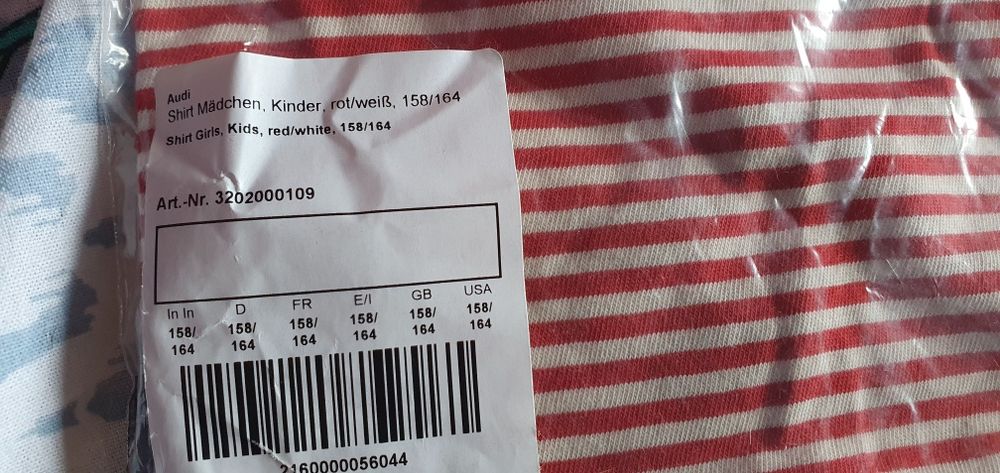 Audi
Shirt Mädchen, Kinder, rot/weiß, 158/164
Shirt Girls, Kids, red/white, 158/164
Art.-Nr. 3202000109
In In D FR E/I GB USA
158/ 158/ 158/ 158/ 158/ 158/
164 164 164 164 164 164
2160000056044